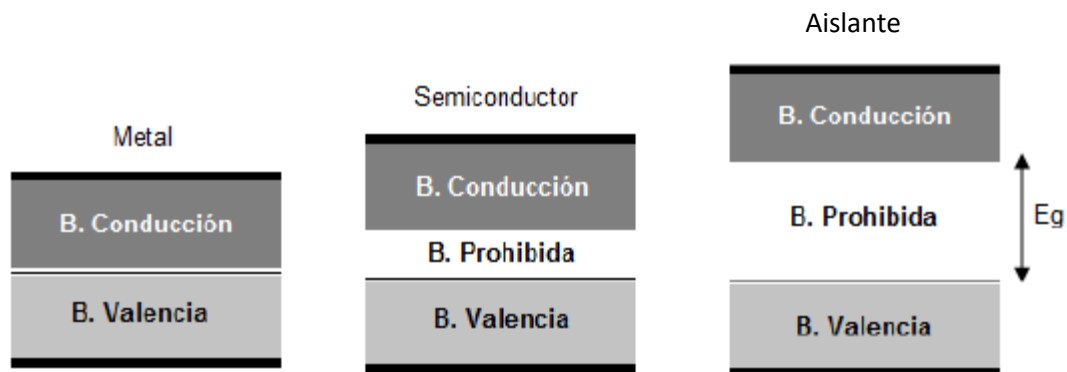 Metal
B. Conducción
B. Valencia
Semiconductor
B. Conducción
B. Prohibida
B. Valencia
Aislante
B. Conducción
B. Prohibida
Eg
B. Valencia